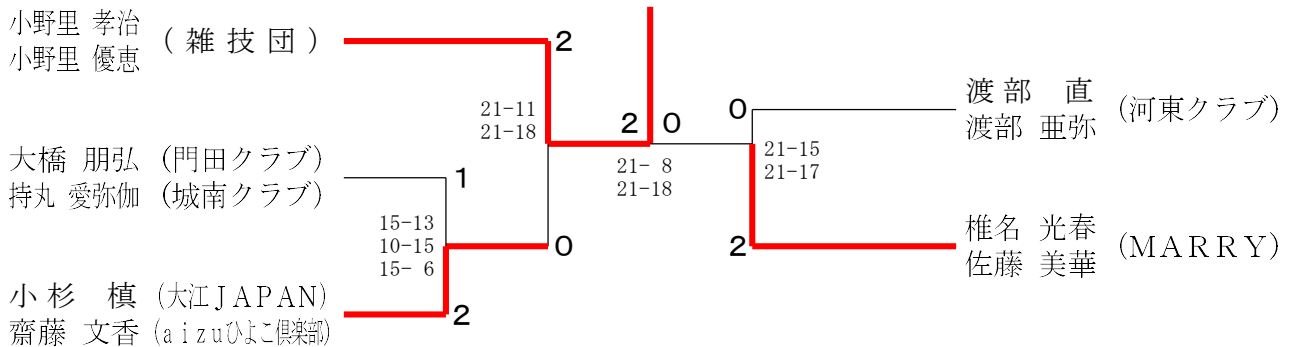 小野里 孝治
小野里 優恵
(雑技団)
2
21-11
21-18
2
0
21- 8
21-18
0
渡部 直
渡部 亜弥
(河東クラブ)
21-15
21-17
大橋 朋弘 (門田クラブ)
持丸 愛弥伽 (城南クラブ)
1
15-13
10-15
15- 6
0
2
椎名 光春
佐藤 美華
(MARRY)
小杉 槙 (大江JAPAN)
齋藤 文香 (aizuひよこ倶楽部)
2